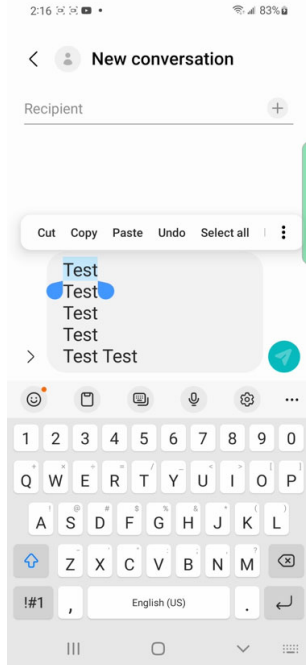 2:16 83%
New conversation
Recipient
Cut Copy Paste Undo Select all
Test
Test
Test
Test
Test Test
1 2 3 4 5 6 7 8 9 0
Q W E R T Y U I O P
A S D F G H J K L
Z X C V B N M
!#1 , English (US) .